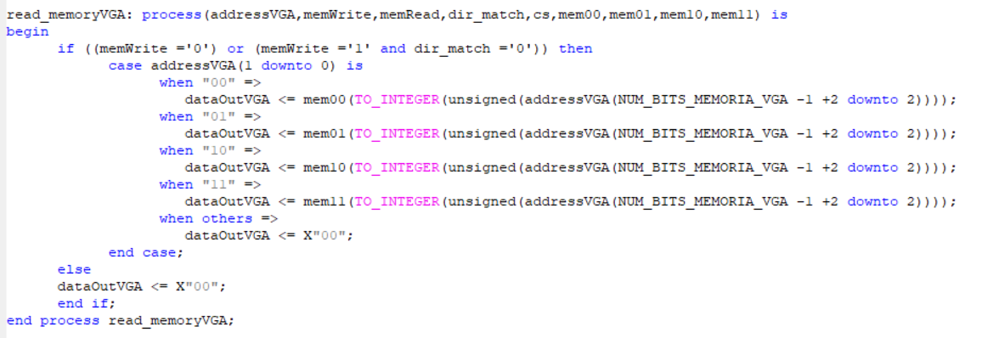 read_memoryVGA: process(addressVGA,memWrite,memRead,dir_match,cs,mem00,mem01,mem10,mem11) is
begin
if ((memWrite ='0') or (memWrite ='1' and dir_match ='0')) then
case addressVGA(1 downto 0) is
when "00" =>
dataOutVGA <= mem00(TO_INTEGER(unsigned(addressVGA(NUM_BITS_MEMORIA_VGA -1 +2 downto 2))));
when "01" =>
dataOutVGA <= mem01(TO_INTEGER(unsigned(addressVGA(NUM_BITS_MEMORIA_VGA -1 +2 downto 2))));
when "10" =>
dataOutVGA <= mem10(TO_INTEGER(unsigned(addressVGA(NUM_BITS_MEMORIA_VGA -1 +2 downto 2))));
when "11" =>
dataOutVGA <= mem11(TO_INTEGER(unsigned(addressVGA(NUM_BITS_MEMORIA_VGA -1 +2 downto 2))));
when others =>
dataOutVGA <= X"00";
end case;
else
dataOutVGA <= X"00";
end if;
end process read_memoryVGA;